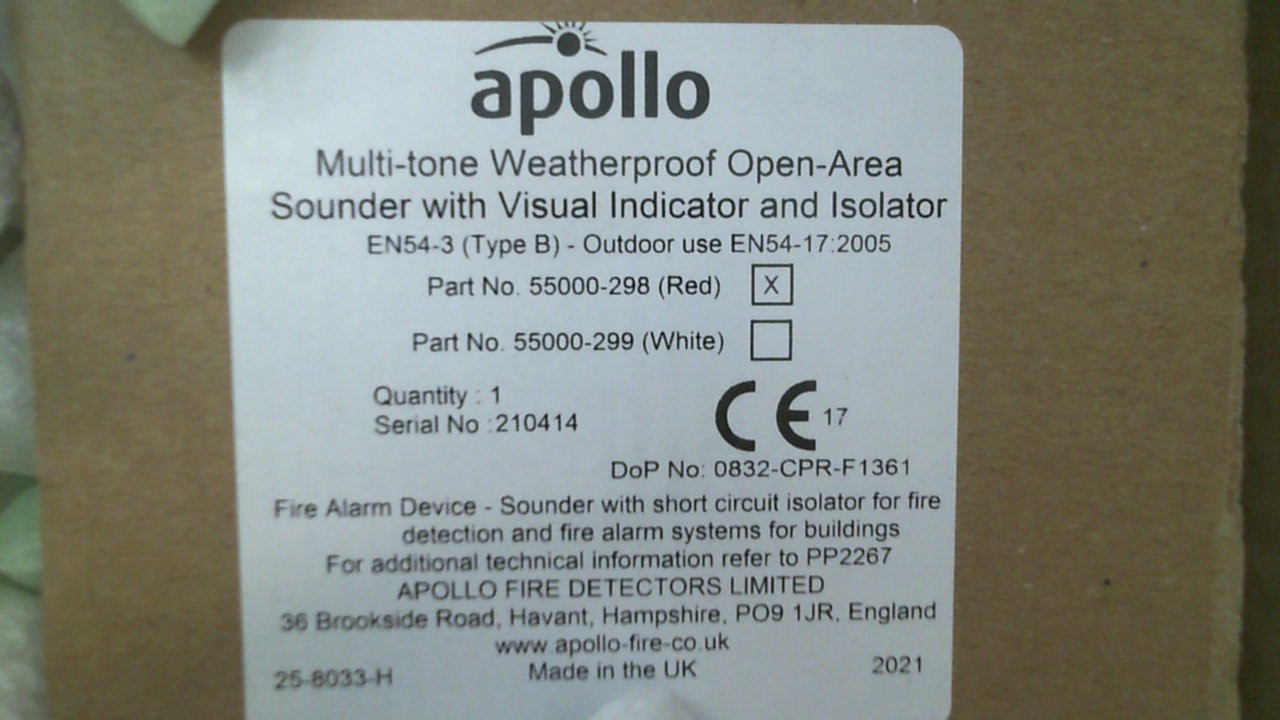 apollo
Multi-tone Weatherproof Open-Area
Sounder with Visual Indicator and Isolator
EN54-3 (Type B) - Outdoor use EN54-17:2005
Part No. 55000-298 (Red) X
Part No. 55000-299 (White)
Quantity : 1
Serial No :210414
CE 17
DoP No: 0832-CPR-F1361
Fire Alarm Device - Sounder with short circuit isolator for fire
detection and fire alarm systems for buildings
For additional technical information refer to PP2267
APOLLO FIRE DETECTORS LIMITED
36 Brookside Road, Havant, Hampshire, PO9 1JR, England
www.apollo-fire-co.uk
25-8033-H Made in the UK 2021